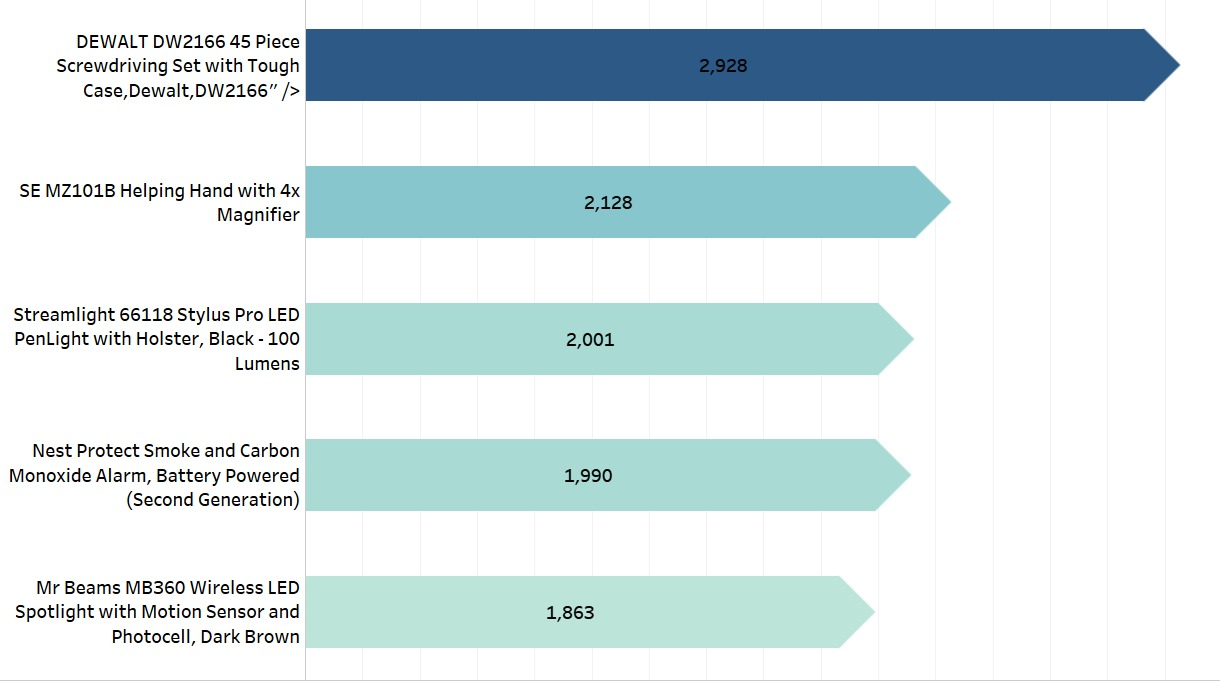 DEWALT DW2166 45 Piece
Screwdriving Set with Tough
Case,Dewalt,DW2166” />
2,928
SE MZ101B Helping Hand with 4x
Magnifier
2,128
Streamlight 66118 Stylus Pro LED
PenLight with Holster, Black - 100
Lumens
2,001
Nest Protect Smoke and Carbon
Monoxide Alarm, Battery Powered
(Second Generation)
1,990
Mr Beams MB360 Wireless LED
Spotlight with Motion Sensor and
Photocell, Dark Brown
1,863